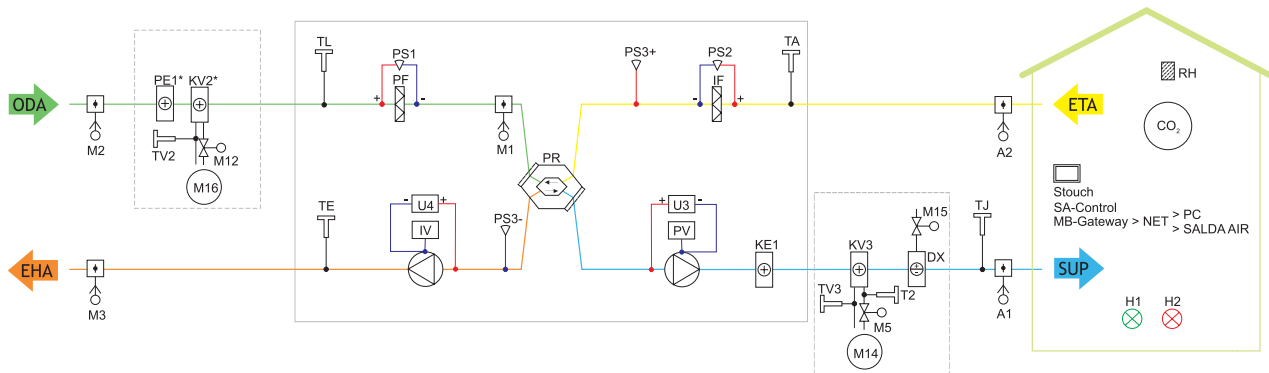 TL
PS1
PS3+
PS2
TA
PE1*
KV2*
PF
IF
RH
+
-
-
+
ODA
ETA
M2
M1
A2
CO2
TV2
M12
PR
M16
Stouch
SA-Control
MB-Gateway > NET > PC
> SALDA AIR
TE
-
U4
+
PS3-
+
U3
-
M15
TJ
IV
PV
KE1
KV3
DX
EHA
SUP
M3
TV3
T2
A1
H1
H2
M5
M14